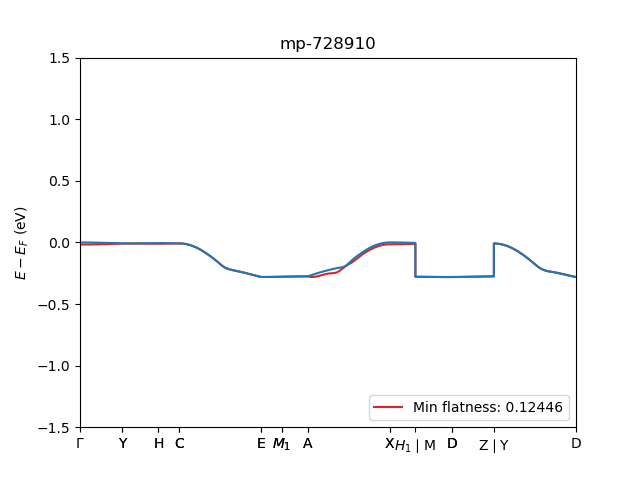 mp-728910
1.5
1.0
0.5
0.0
−0.5
−1.0
−1.5
E − E_F (eV)
Min flatness: 0.12446
Γ Y H C E M_1 A X H_1 | M D Z | Y D